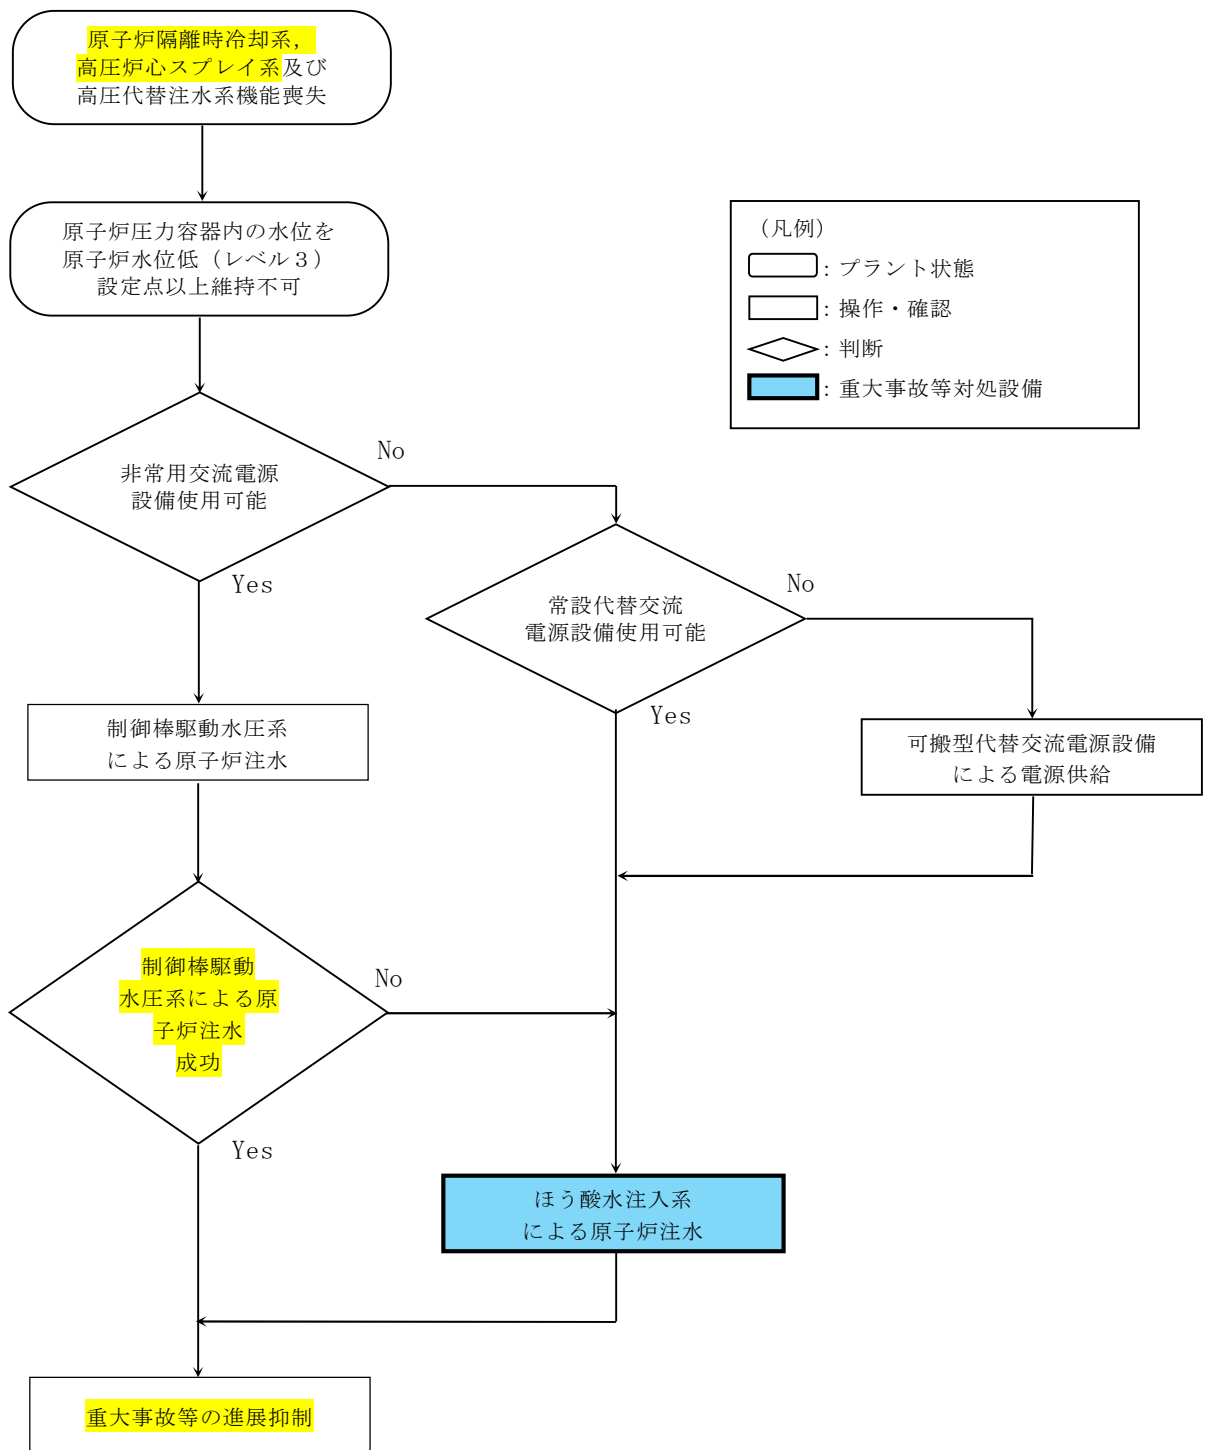 原子炉隔離時冷却系，
高圧炉心スプレイ系及び
高圧代替注水系機能喪失
原子炉圧力容器内の水位を
原子炉水位低（レベル３）
設定点以上維持不可
（凡例）
：プラント状態
：操作・確認
：判断
：重大事故等対処設備
非常用交流電源
設備使用可能
No
Yes
常設代替交流
電源設備使用可能
No
Yes
制御棒駆動水圧系
による原子炉注水
可搬型代替交流電源設備
による電源供給
制御棒駆動
水圧系による原
子炉注水
成功
No
Yes
ほう酸水注入系
による原子炉注水
重大事故等の進展抑制